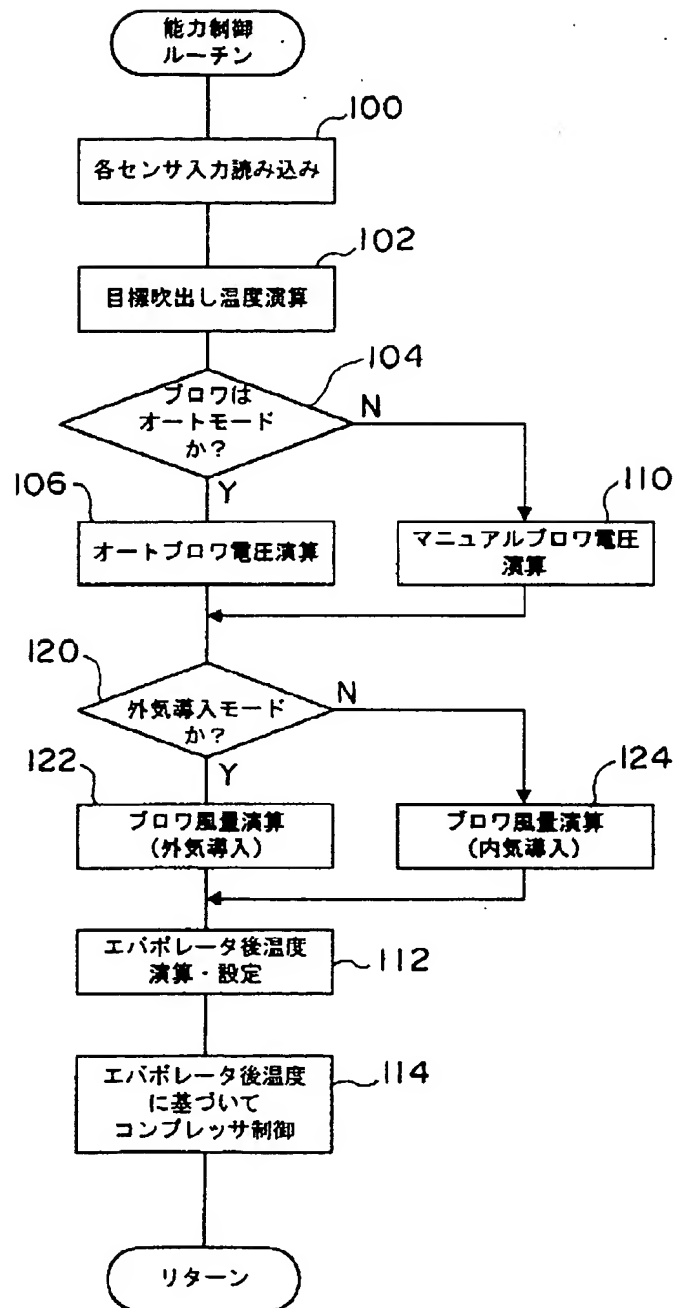 能力制御
ルーチン
100
各センサ入力読み込み
102
目標吹出し温度演算
104
ブロワは
オートモード
か？
N
Y
106
オートブロワ電圧演算
110
マニュアルブロワ電圧
演算
120
外気導入モード
か？
N
Y
122
ブロワ風量演算
(外気導入)
124
ブロワ風量演算
(内気導入)
エバポレータ後温度
演算・設定
112
エバポレータ後温度
に基づいて
コンプレッサ制御
114
リターン